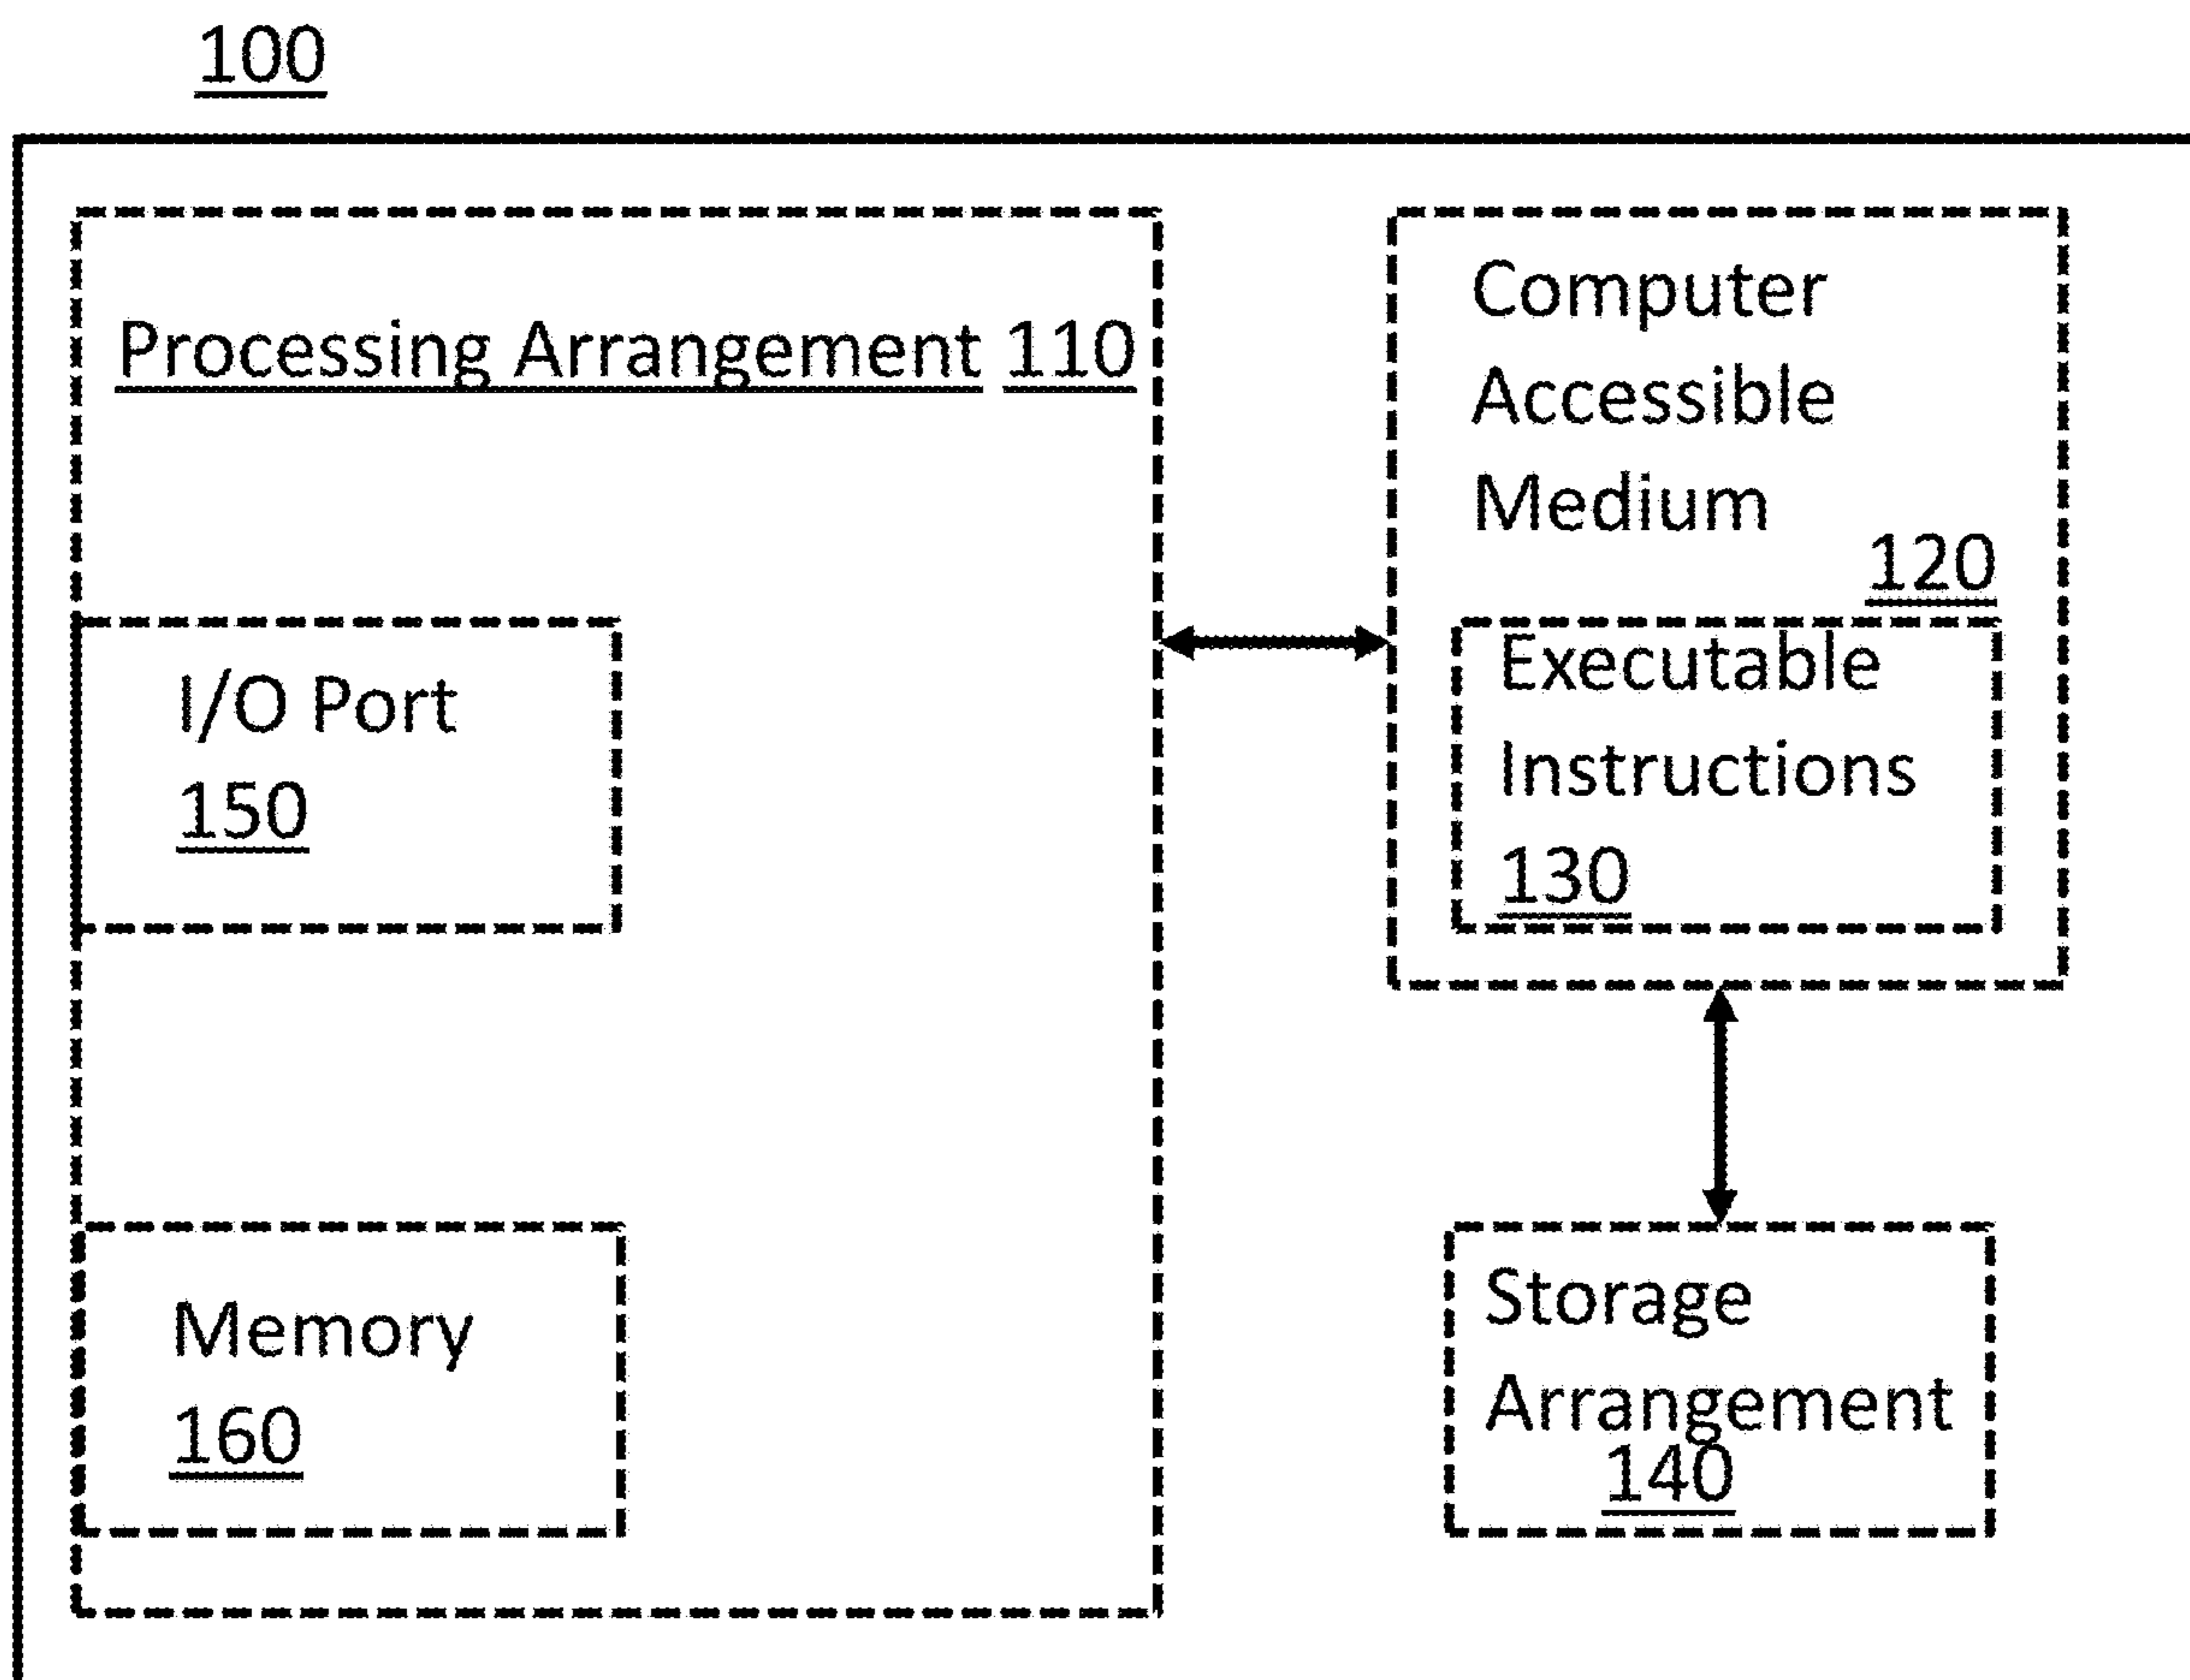 100
Processing Arrangement 110
I/O Port
150
Memory
160
Computer
Accessible
Medium
120
Executable
Instructions
130
Storage
Arrangement
140